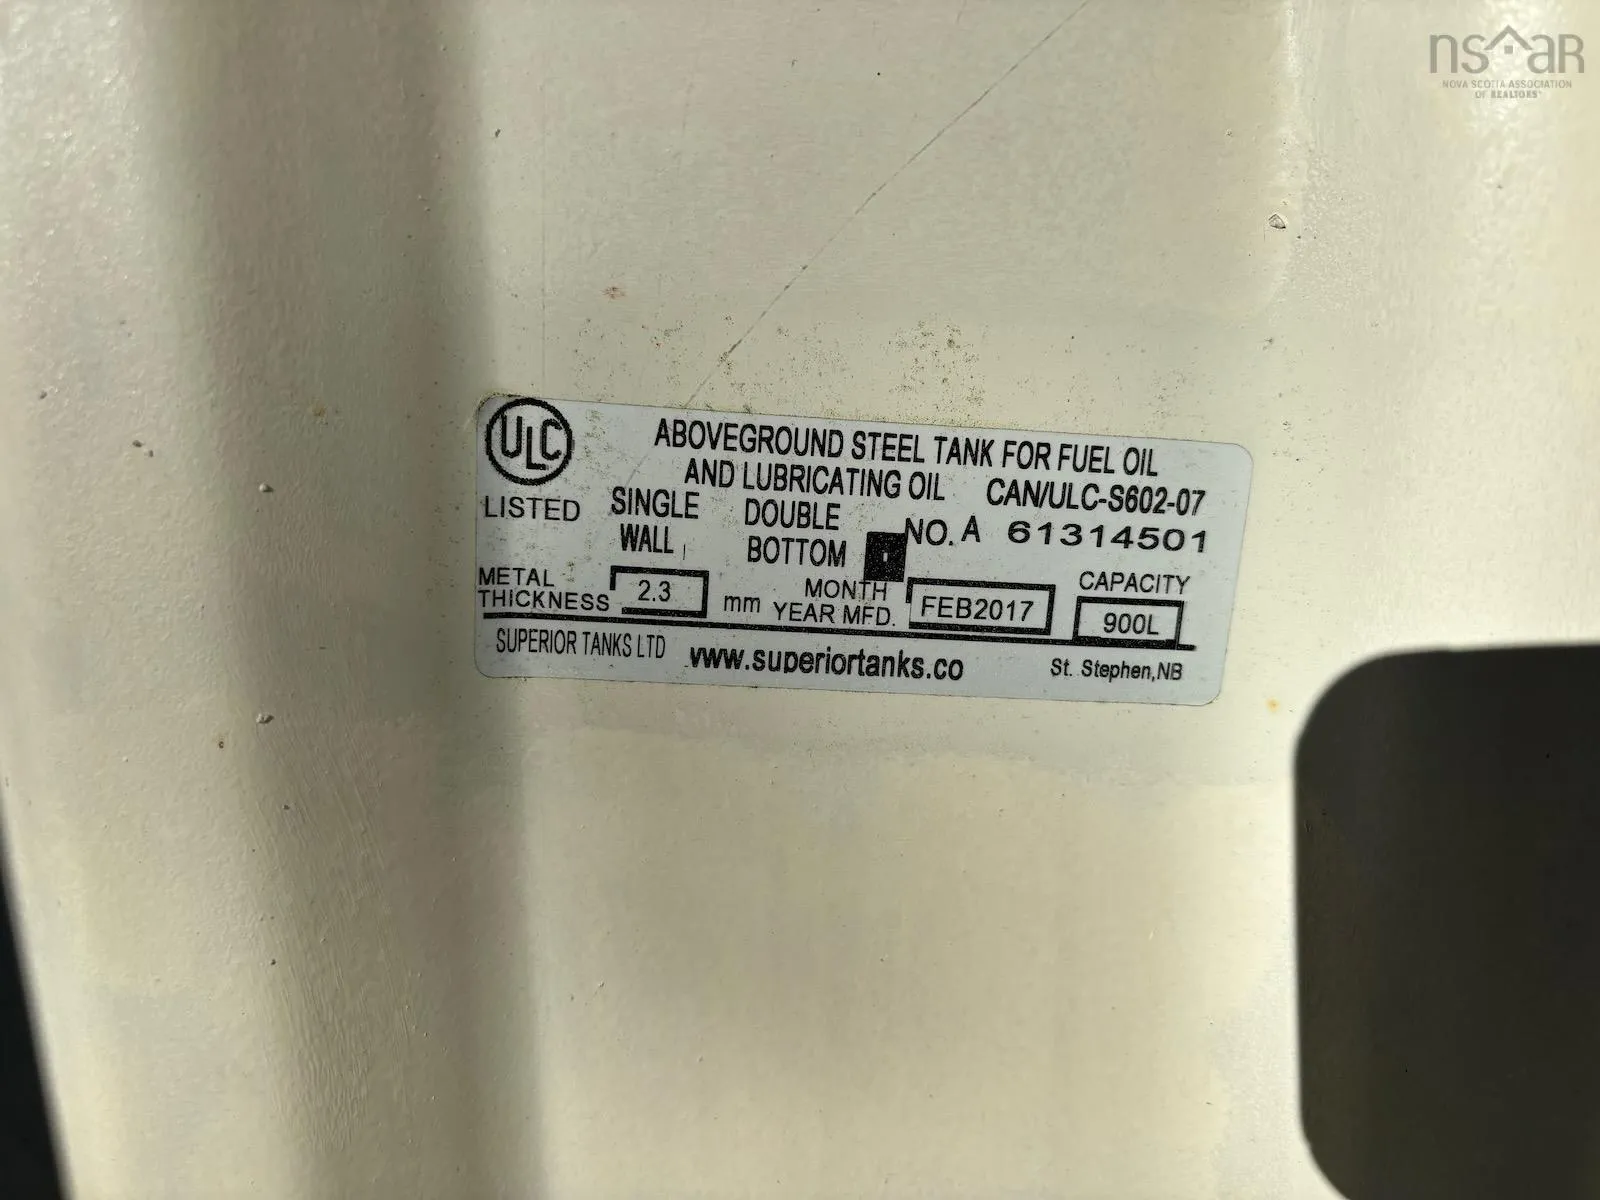 nsAR
NOVA SCOTIA ASSOCIATION
OF REALTORS®
ULC
LISTED
ABOVEGROUND STEEL TANK FOR FUEL OIL
AND LUBRICATING OIL CAN/ULC-S602-07
SINGLE WALL
DOUBLE BOTTOM
NO. A 61314501
METAL THICKNESS 2.3 mm
MONTH YEAR MFD. FEB2017
CAPACITY 900L
SUPERIOR TANKS LTD www.superiortanks.co St. Stephen,NB